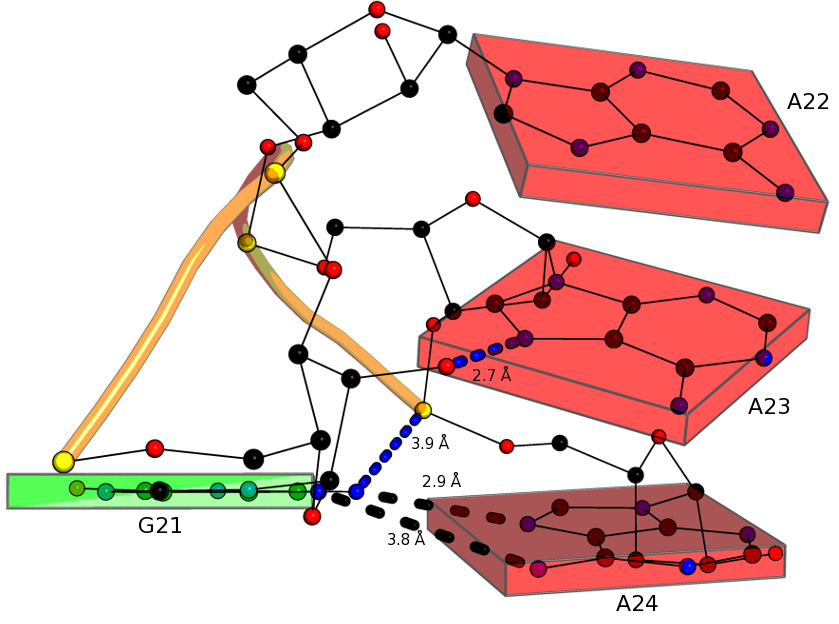 A22
2.7 Å
A23
3.9 Å
2.9 Å
G21
3.8 Å
A24